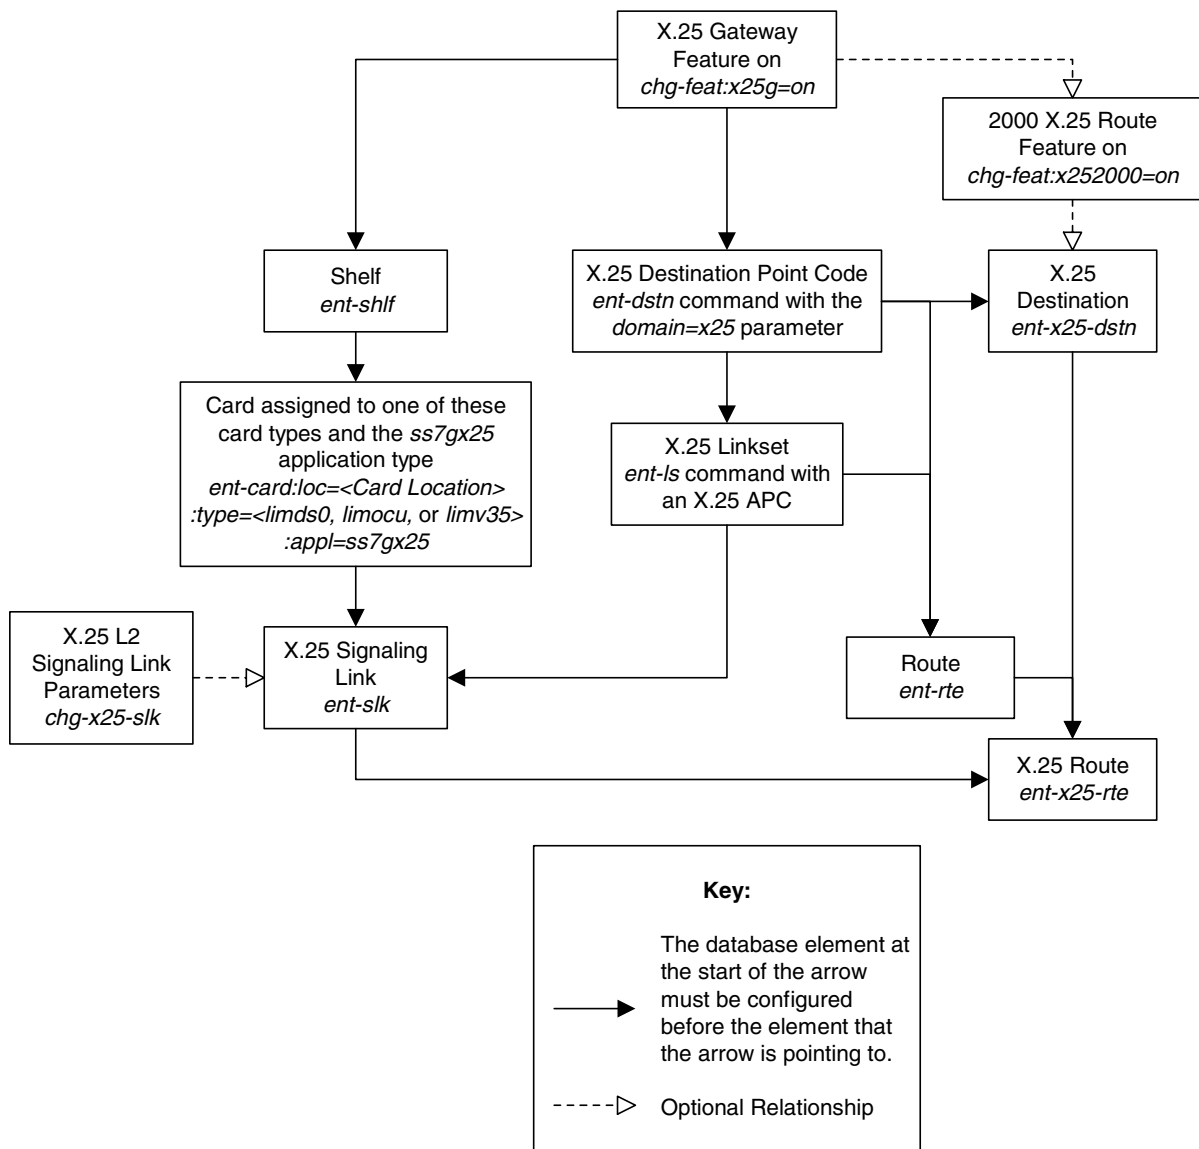 X.25 Gateway
Feature on
chg-feat:x25g=on
2000 X.25 Route
Feature on
chg-feat:x252000=on
Shelf
ent-shlf
X.25 Destination Point Code
ent-dstn command with the
domain=x25 parameter
X.25
Destination
ent-x25-dstn
Card assigned to one of these
card types and the ss7gx25
application type
ent-card:loc=<Card Location>
:type=<limds0, limocu, or limv35>
:appl=ss7gx25
X.25 Linkset
ent-ls command with
an X.25 APC
X.25 L2
Signaling Link
Parameters
chg-x25-slk
X.25 Signaling
Link
ent-slk
Route
ent-rte
X.25 Route
ent-x25-rte
Key:
The database element at
the start of the arrow
must be configured
before the element that
the arrow is pointing to.
Optional Relationship